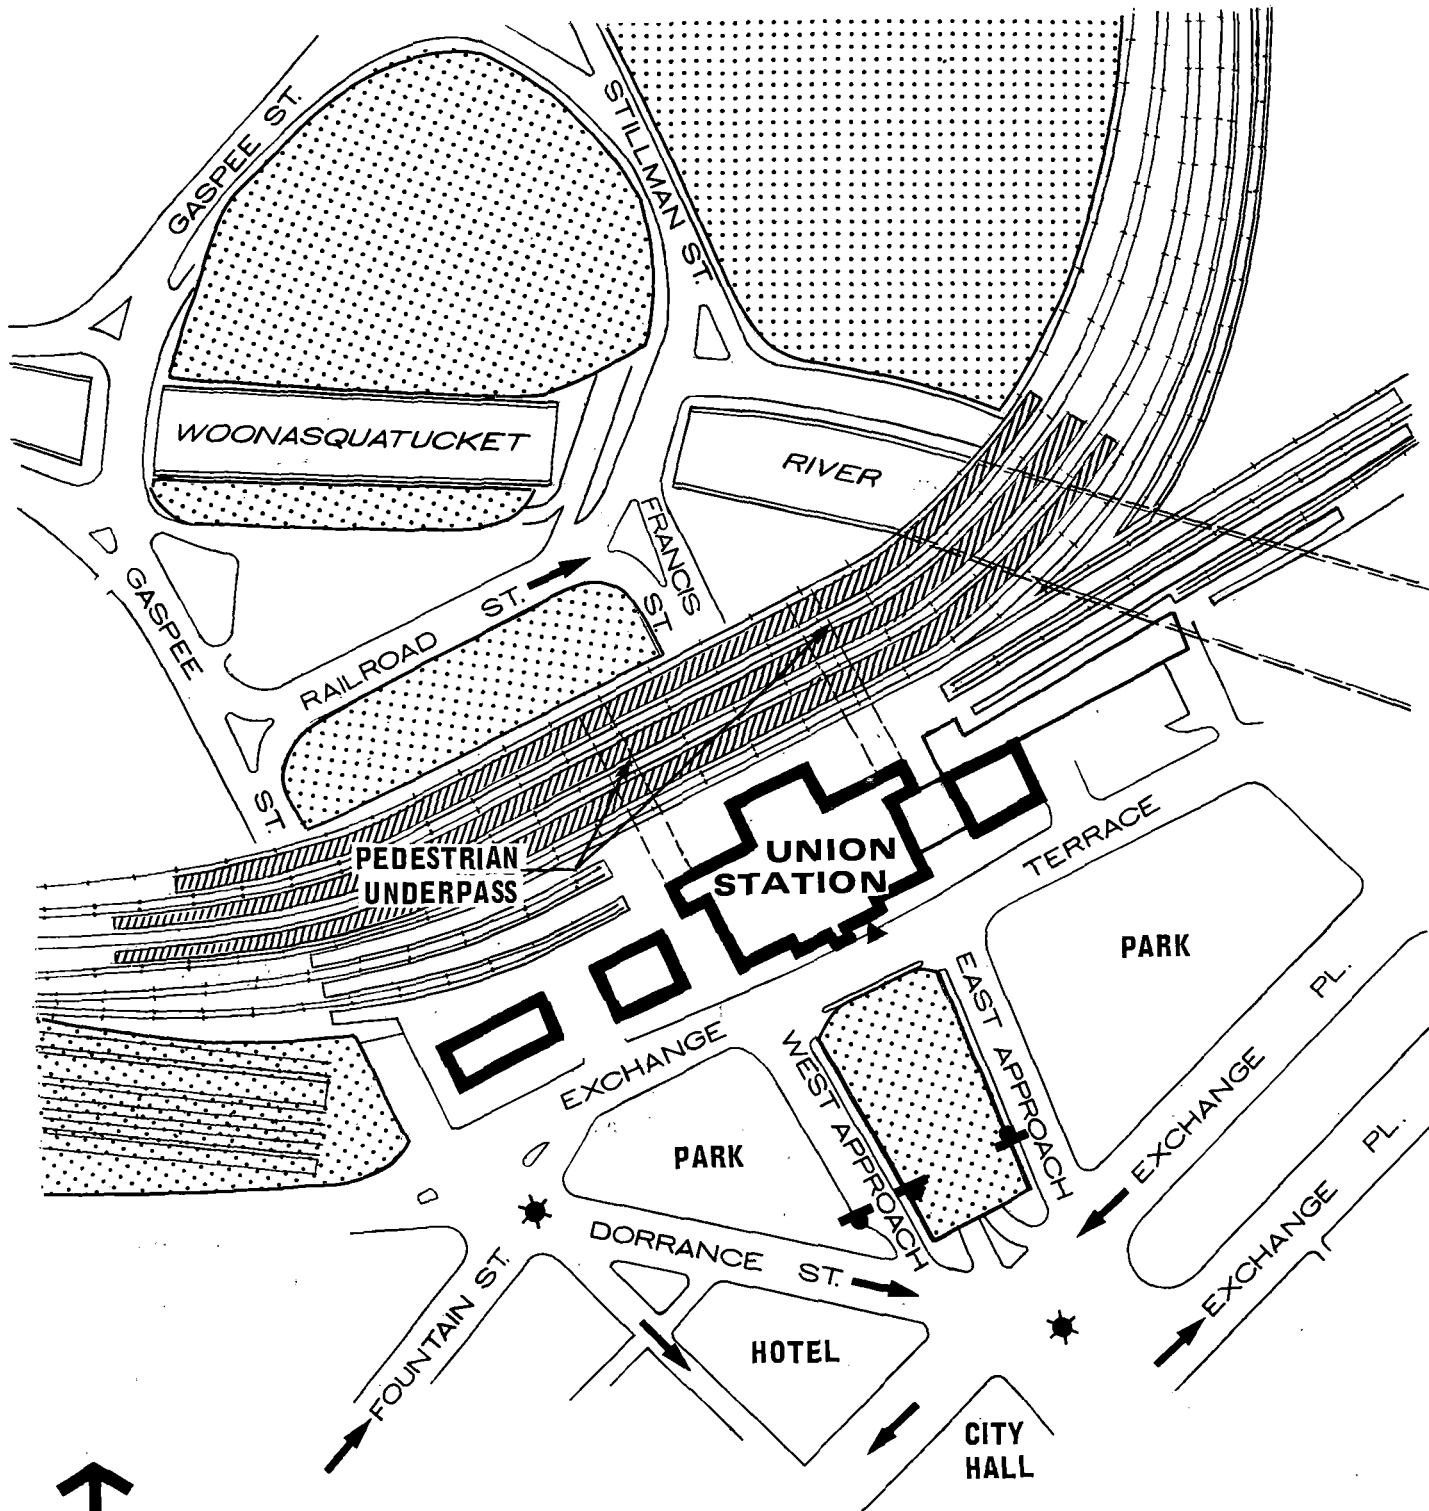 GASPEE ST.
STILLMAN ST.
WOONASQUATUCKET
RIVER
FRANCIS
ST.
GASPEE
ST.
RAILROAD ST.
PEDESTRIAN
UNDERPASS
UNION
STATION
TERRACE
PARK
EAST APPROACH
WEST APPROACH
EXCHANGE
EXCHANGE PL.
PARK
EXCHANGE PL.
DORRANCE ST.
FOUNTAIN ST.
HOTEL
CITY
HALL